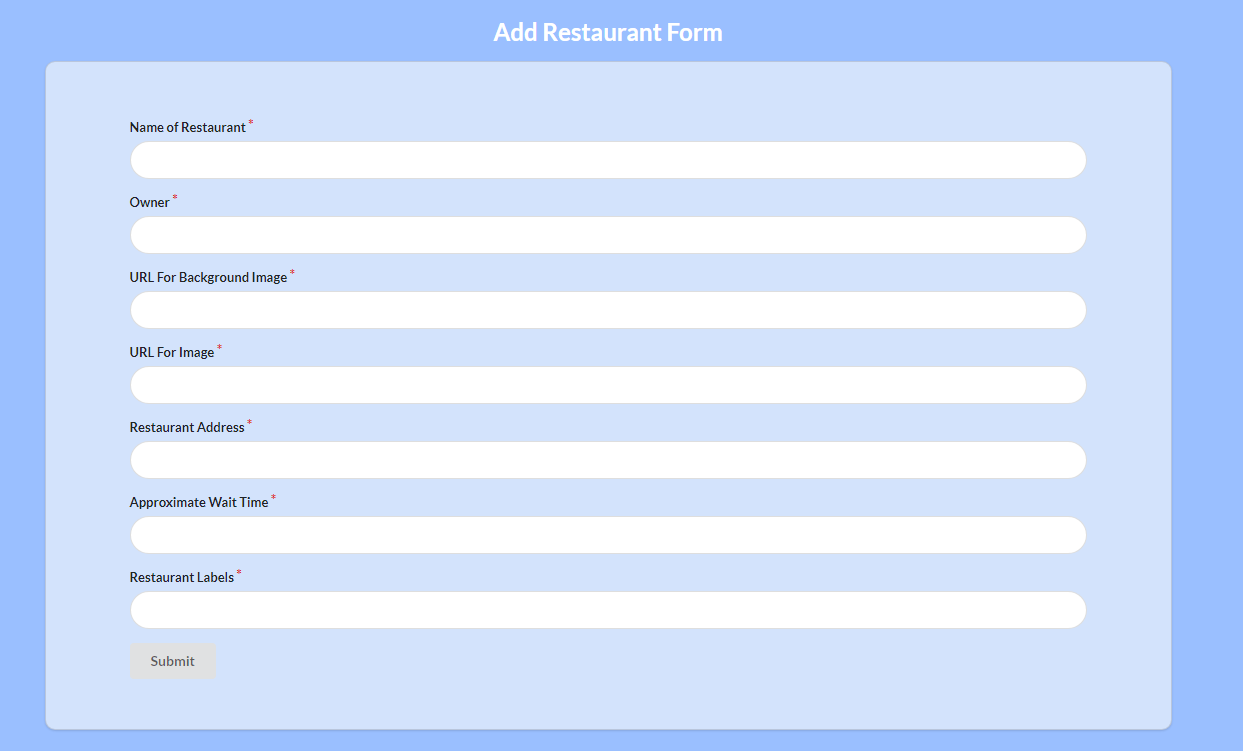 Add Restaurant Form
Name of Restaurant *
Owner *
URL For Background Image *
URL For Image *
Restaurant Address *
Approximate Wait Time *
Restaurant Labels *
Submit